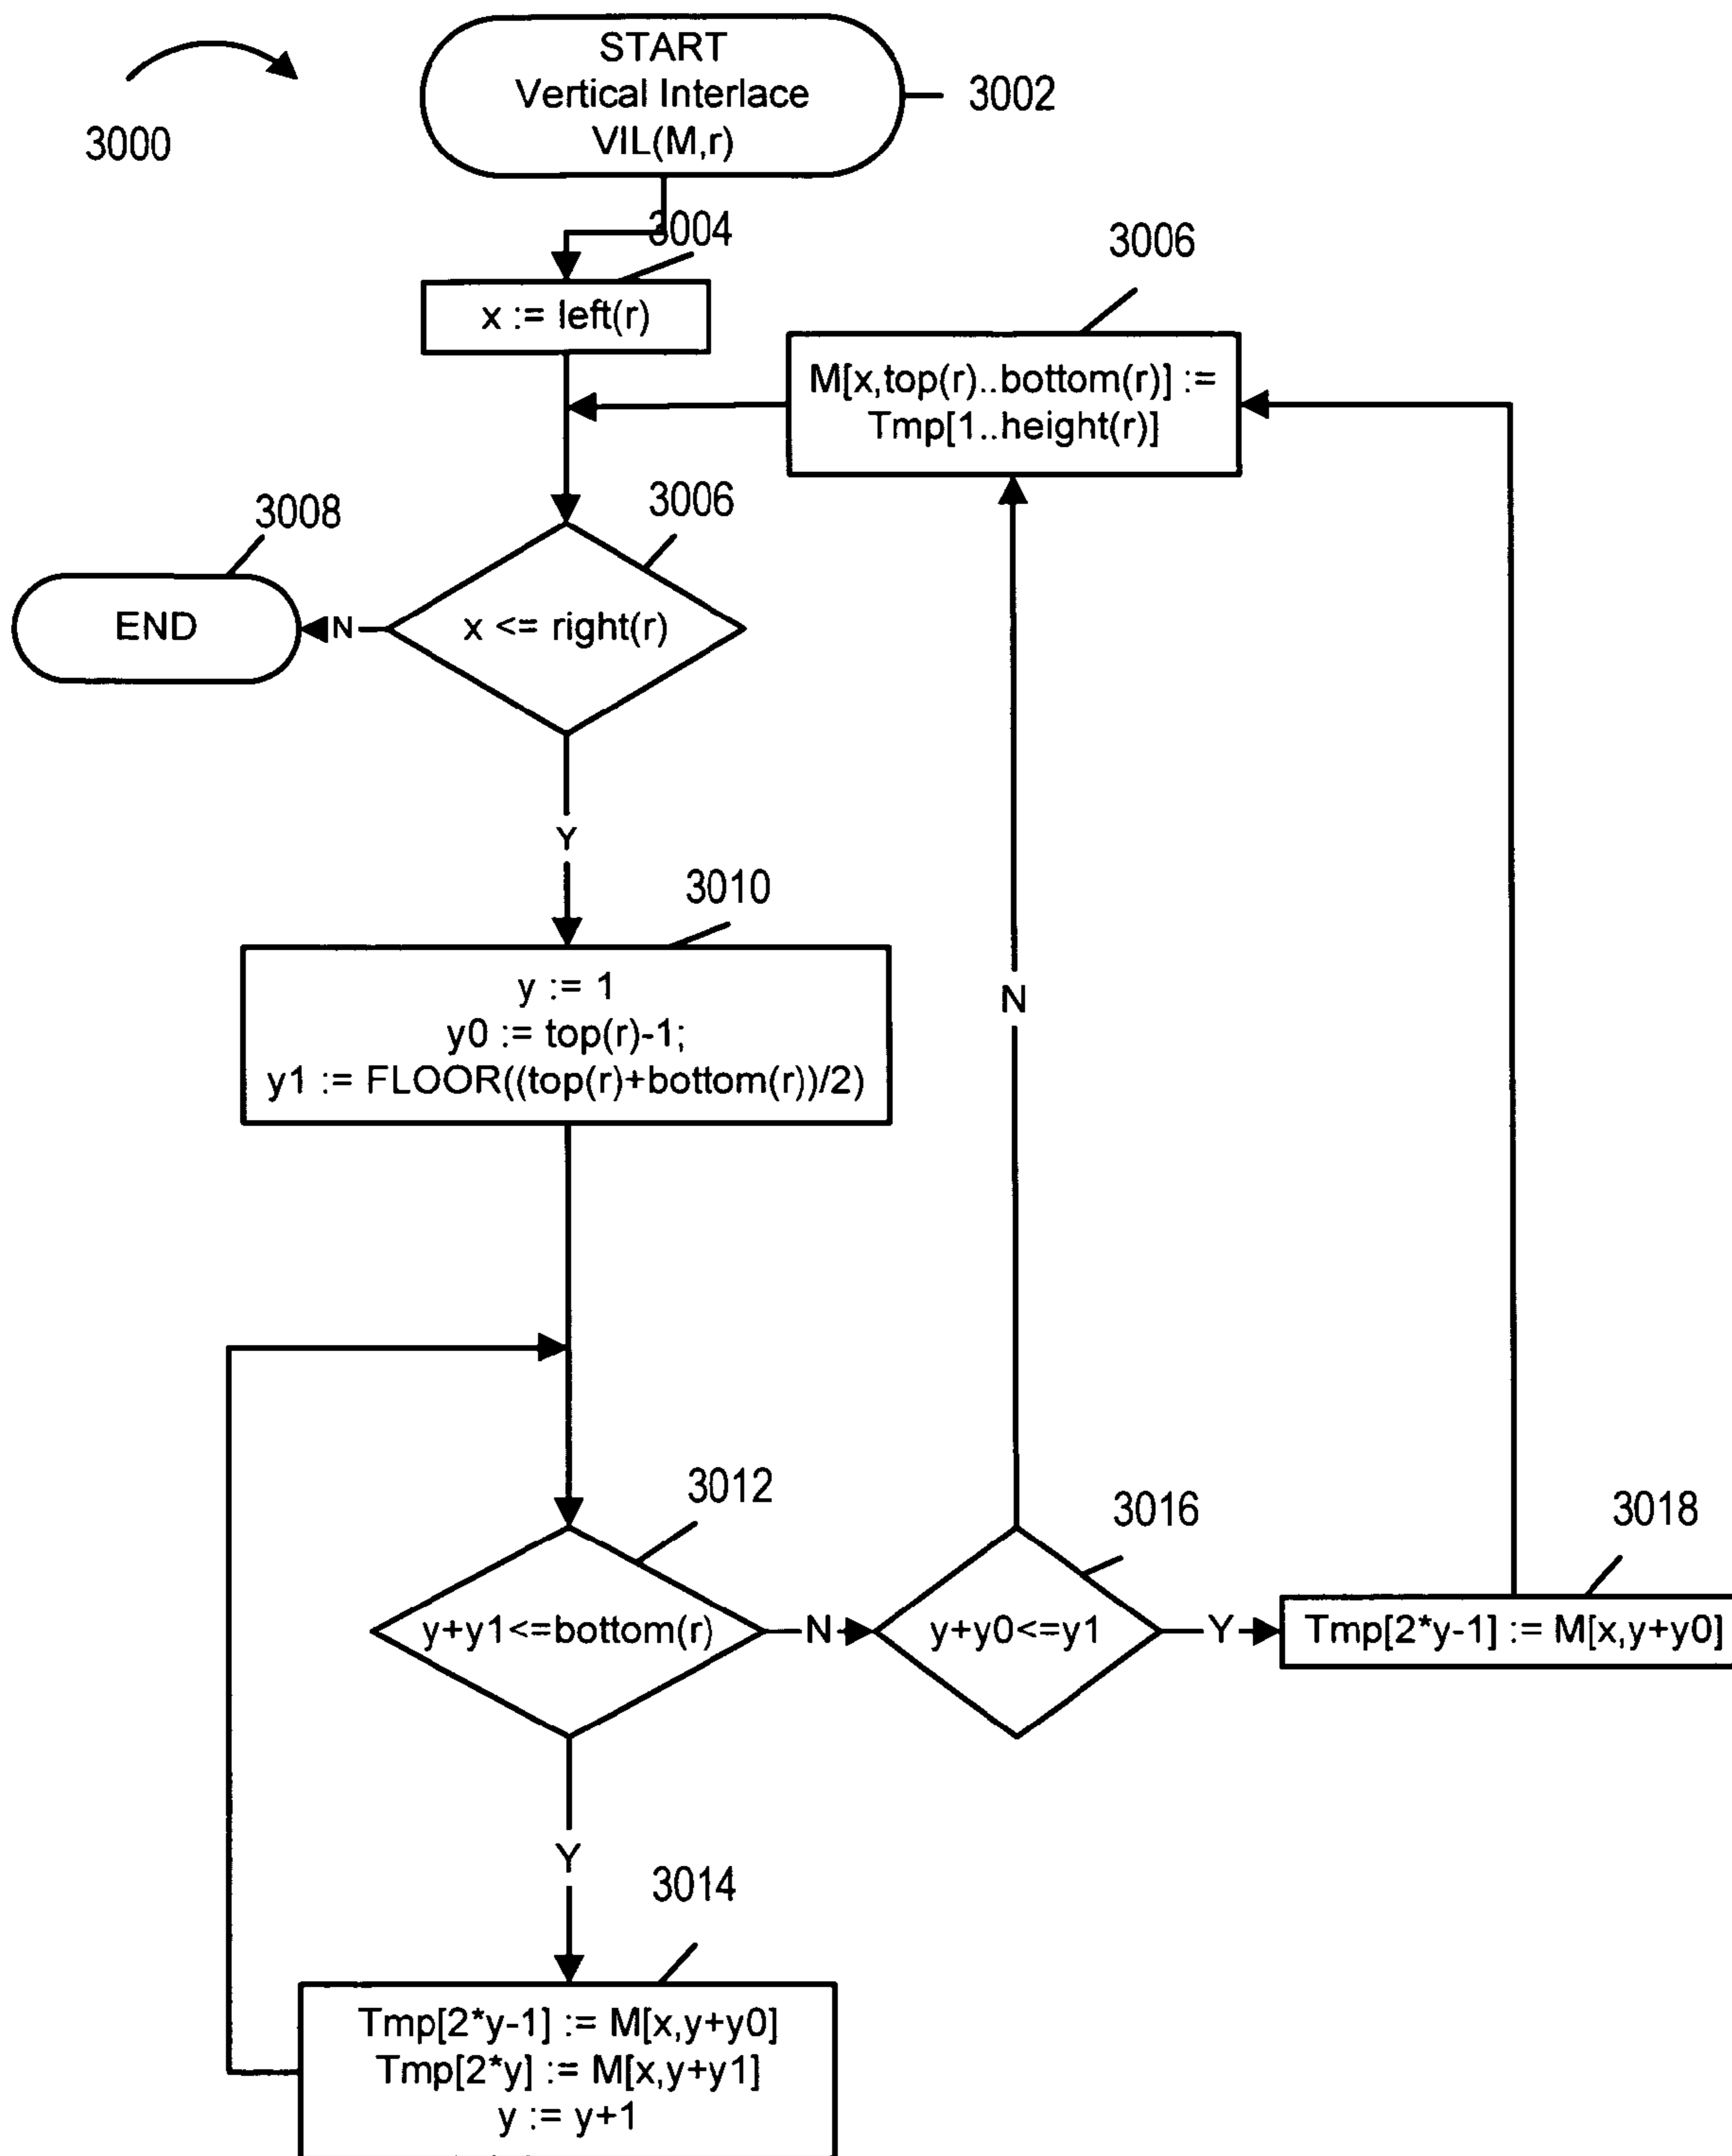 START
Vertical Interlace
VIL(M,r)
3002
3000
3004
x := left(r)
3006
M[x,top(r)..bottom(r)] :=
Tmp[1..height(r)]
3008
END
N
3006
x <= right(r)
Y
3010
y := 1
y0 := top(r)-1;
y1 := FLOOR((top(r)+bottom(r))/2)
N
3012
y+y1<=bottom(r)
N
3016
y+y0<=y1
Y
3018
Tmp[2*y-1] := M[x,y+y0]
Y
3014
Tmp[2*y-1] := M[x,y+y0]
Tmp[2*y] := M[x,y+y1]
y := y+1